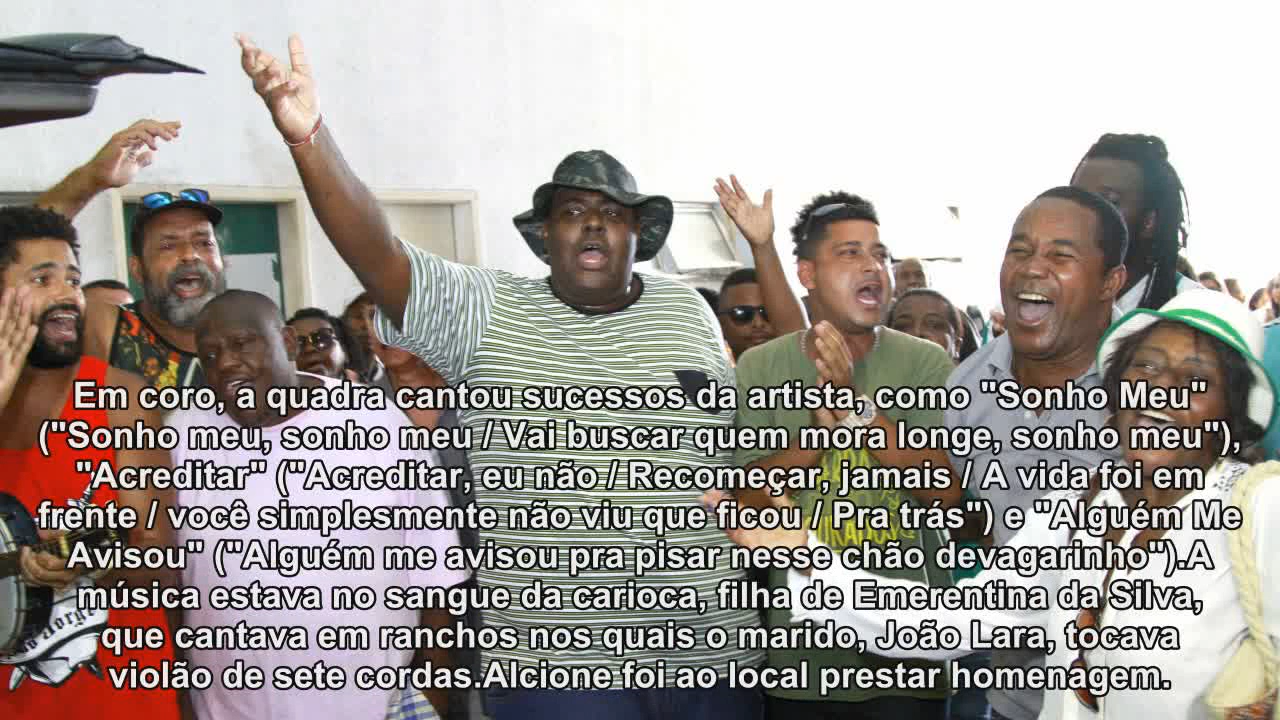 Em coro, a quadra cantou sucessos da artista, como "Sonho Meu"
("Sonho meu, sonho meu / Vai buscar quem mora longe, sonho meu"),
"Acreditar" ("Acreditar, eu não / Recomeçar, jamais / A vida foi em
frente / você simplesmente não viu que ficou / Pra trás") e "Alguém Me
Avisou" ("Alguém me avisou pra pisar nesse chão devagarinho").A
música estava no sangue da carioca, filha de Emerentina da Silva,
que cantava em ranchos nos quais o marido, João Lara, tocava
violão de sete cordas.Alcione foi ao local prestar homenagem.